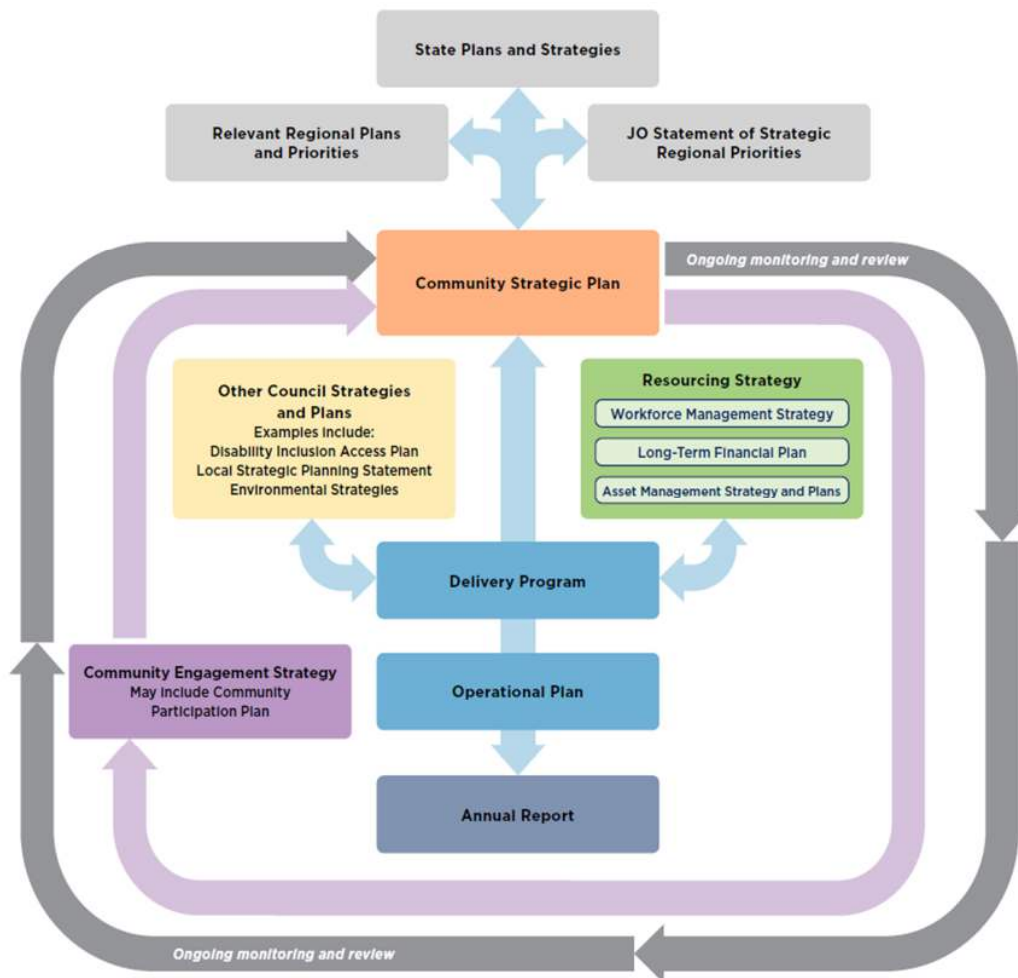 State Plans and Strategies
Relevant Regional Plans
and Priorities
JO Statement of Strategic
Regional Priorities
Community Strategic Plan
Ongoing monitoring and review
Other Council Strategies
and Plans
Examples include:
Disability Inclusion Access Plan
Local Strategic Planning Statement
Environmental Strategies
Resourcing Strategy
Workforce Management Strategy
Long-Term Financial Plan
Asset Management Strategy and Plans
Delivery Program
Community Engagement Strategy
May include Community
Participation Plan
Operational Plan
Annual Report
Ongoing monitoring and review